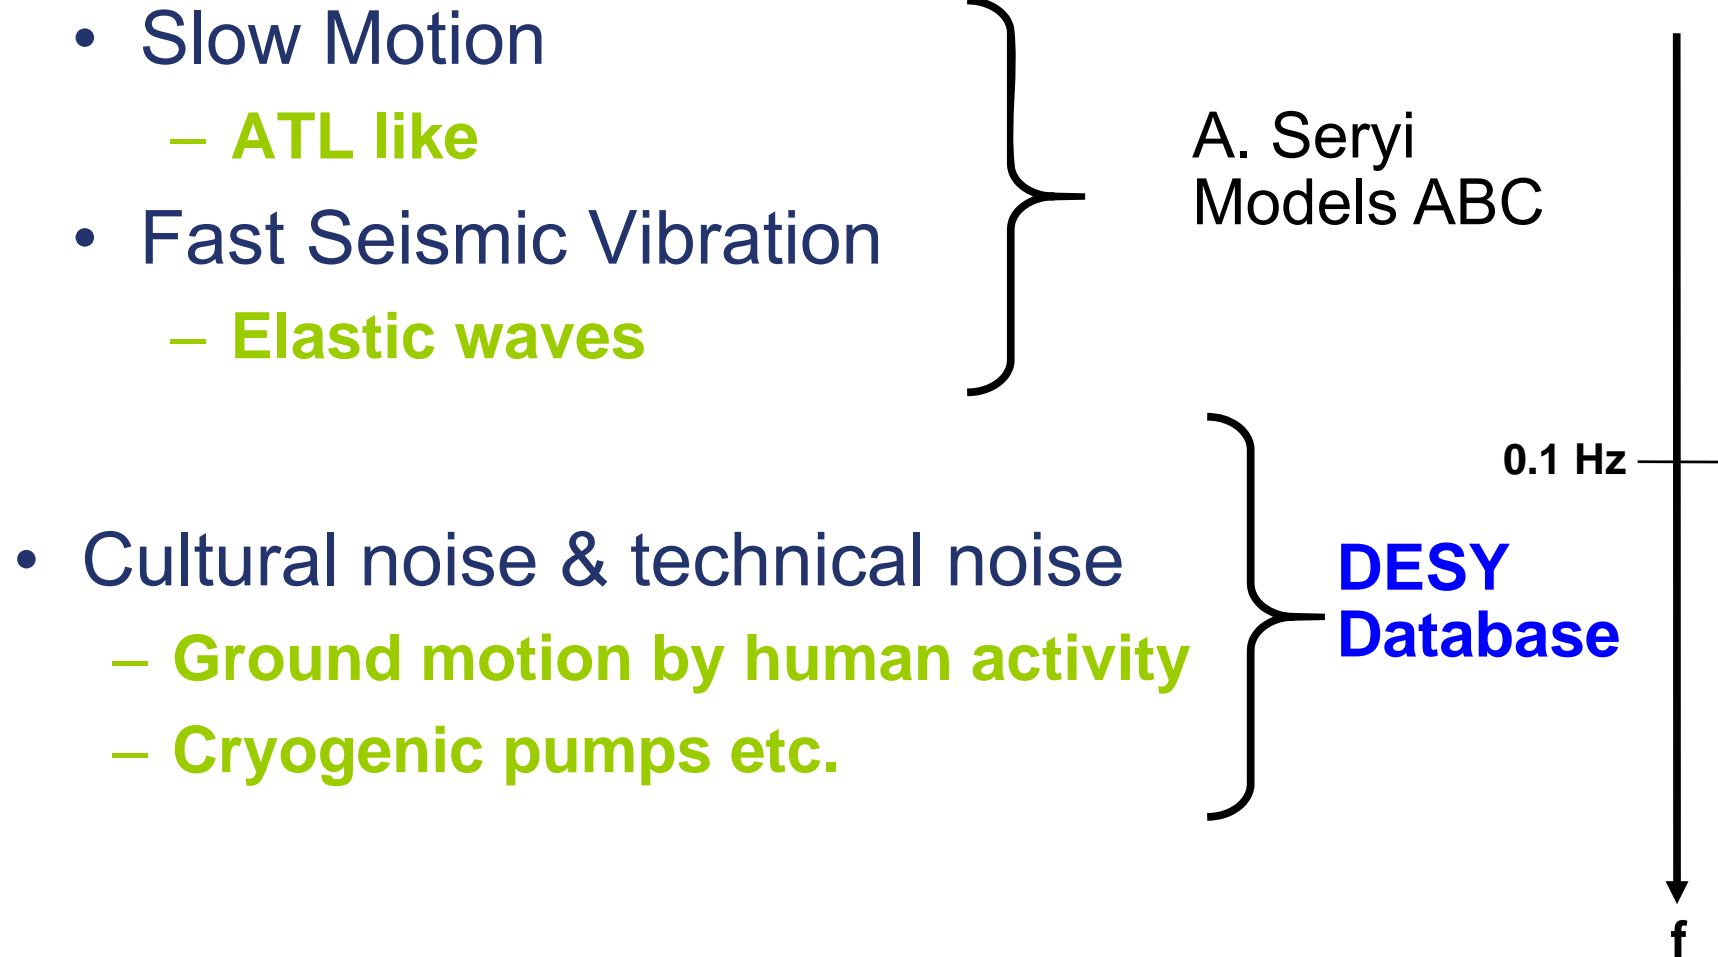 • Slow Motion
– ATL like
• Fast Seismic Vibration
– Elastic waves
A. Seryi
Models ABC
0.1 Hz
• Cultural noise & technical noise
– Ground motion by human activity
– Cryogenic pumps etc.
DESY
Database
f